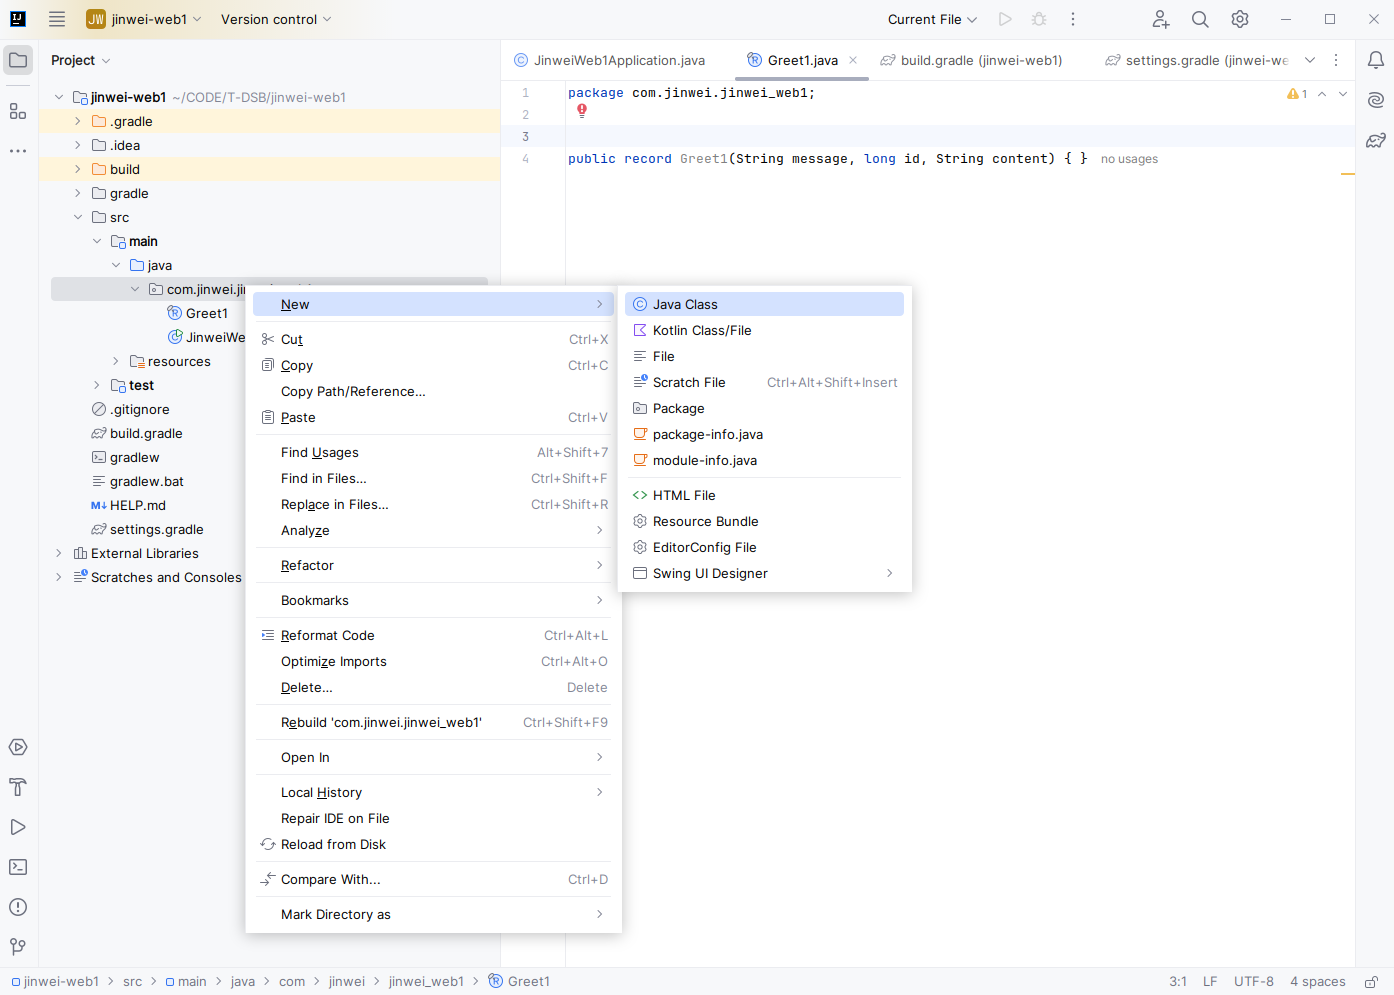 JW jinwei-web1 Version control Current File
Project
JinweiWeb1Application.java Greet1.java build.gradle (jinwei-web1) settings.gradle (jinwei-we
jinwei-web1 ~/CODE/T-DSB/jinwei-web1
.gradle
.idea
build
gradle
src
main
java
com.jinwei.ji
Greet1
JinweiWe
resources
test
.gitignore
build.gradle
gradlew
gradlew.bat
M↓ HELP.md
settings.gradle
External Libraries
Scratches and Consoles
1 package com.jinwei.jinwei_web1;
2
3
4 public record Greet1(String message, long id, String content) { } no usages
1
New
Cut Ctrl+X
Copy Ctrl+C
Copy Path/Reference...
Paste Ctrl+V
Find Usages Alt+Shift+7
Find in Files... Ctrl+Shift+F
Replace in Files... Ctrl+Shift+R
Analyze
Refactor
Bookmarks
Reformat Code Ctrl+Alt+L
Optimize Imports Ctrl+Alt+O
Delete... Delete
Rebuild 'com.jinwei.jinwei_web1' Ctrl+Shift+F9
Open In
Local History
Repair IDE on File
Reload from Disk
Compare With... Ctrl+D
Mark Directory as
Java Class
Kotlin Class/File
File
Scratch File Ctrl+Alt+Shift+Insert
Package
package-info.java
module-info.java
HTML File
Resource Bundle
EditorConfig File
Swing UI Designer
jinwei-web1 > src > main > java > com > jinwei > jinwei_web1 > Greet1 3:1 LF UTF-8 4 spaces